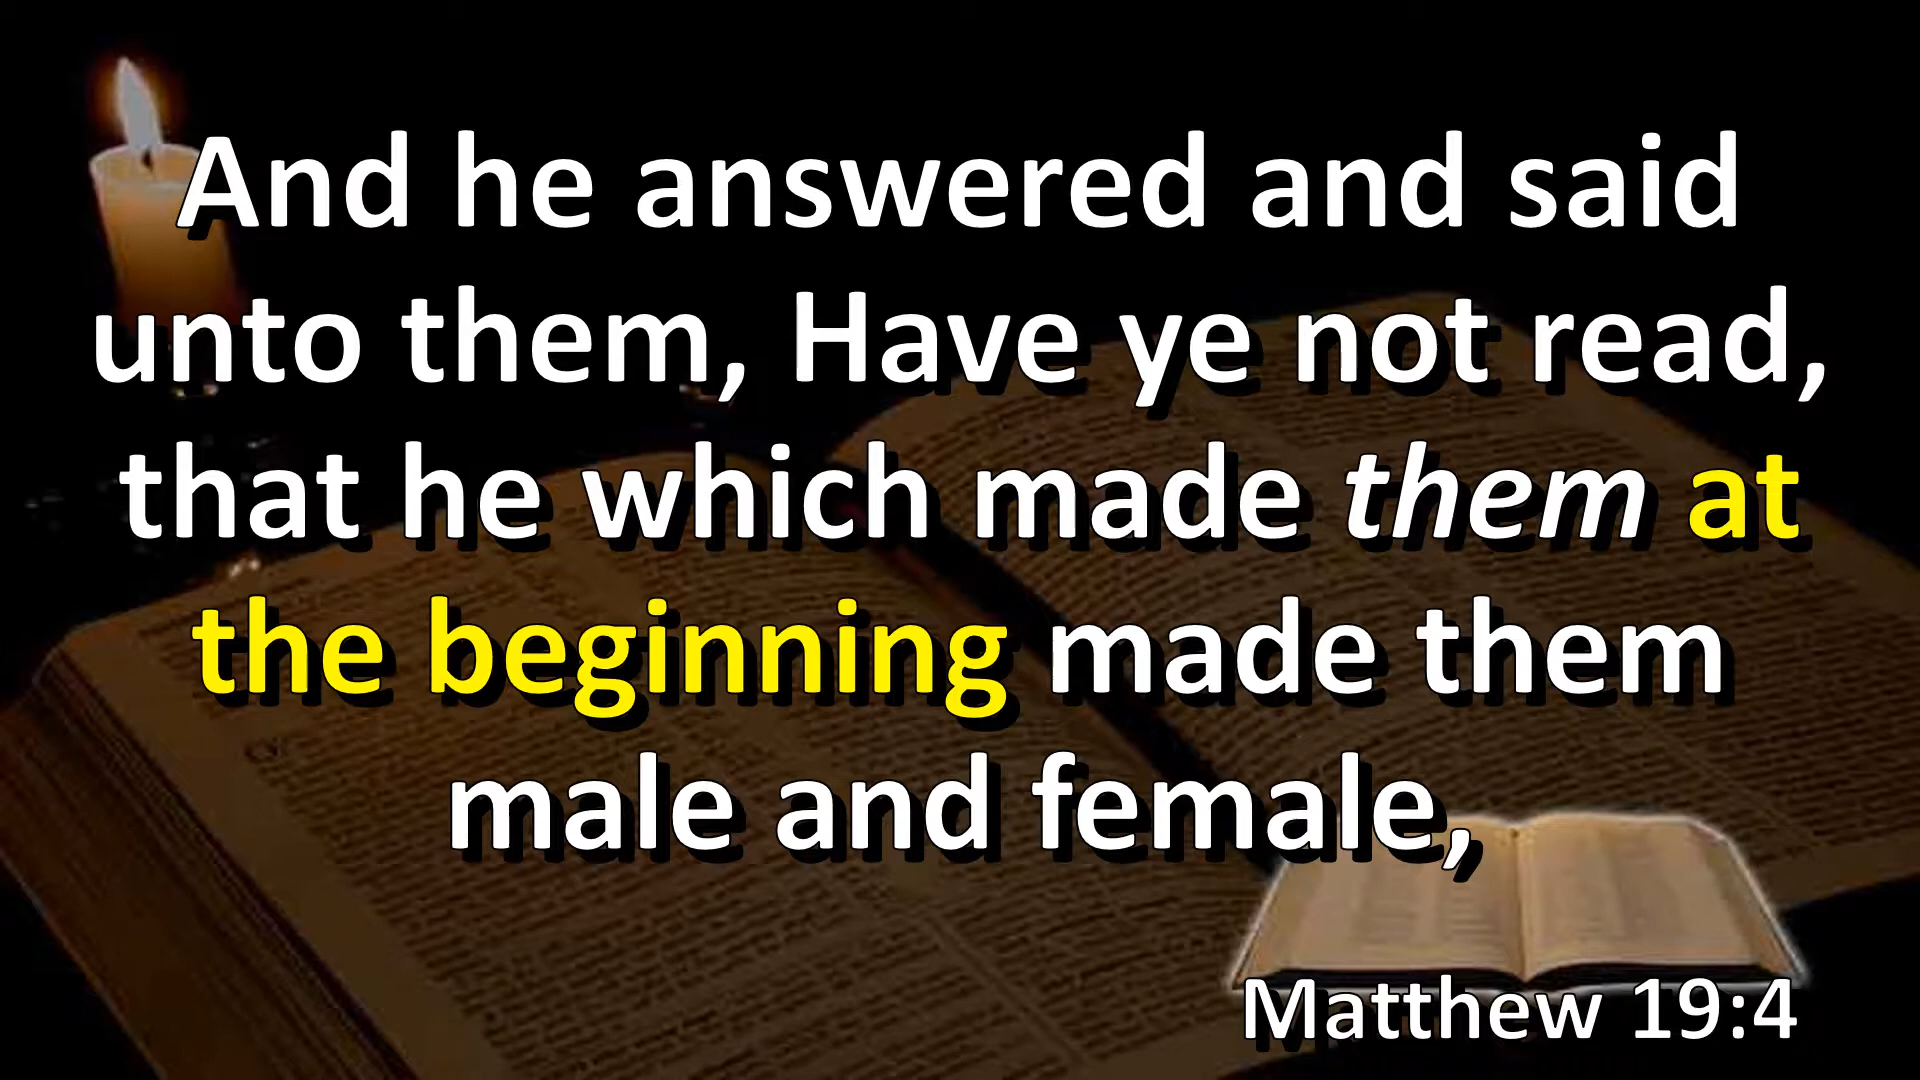 And he answered and said
unto them, Have ye not read,
that he which made them at
the beginning made them
male and female,
Matthew 19:4